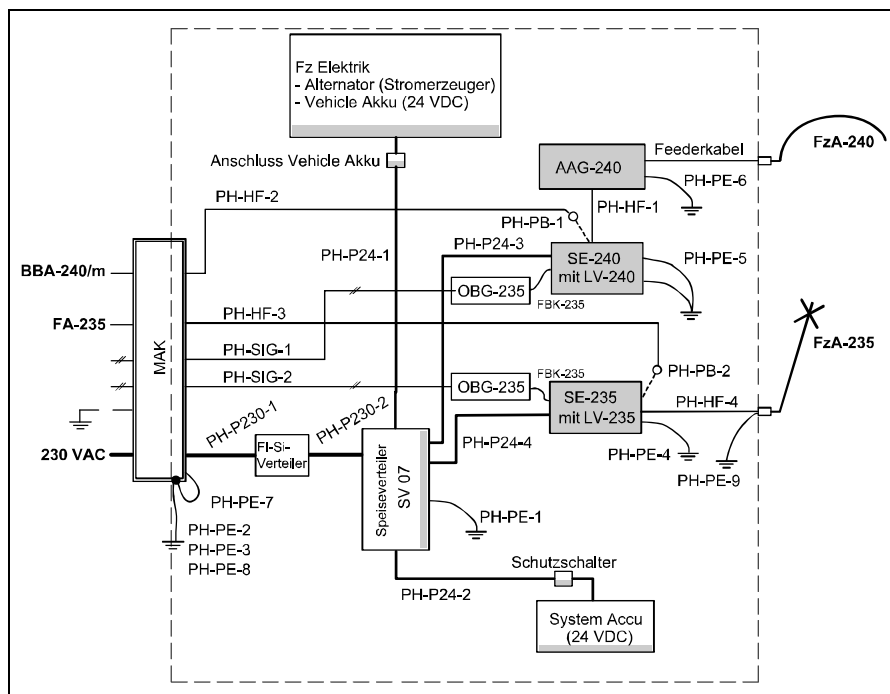 Fz Elektrik
- Alternator (Stromerzeuger)
- Vehicle Akku (24 VDC)
Anschluss Vehicle Akku
Feederkabel
FzA-240
AAG-240
PH-PE-6
PH-HF-2
PH-HF-1
PH-PB-1
PH-P24-1
PH-P24-3
SE-240
mit LV-240
PH-PE-5
BBA-240/m
OBG-235
FBK-235
FA-235
PH-HF-3
FzA-235
MAK
PH-SIG-1
PH-SIG-2
FBK-235
PH-PB-2
OBG-235
SE-235
mit LV-235
PH-HF-4
PH-P230-1
PH-P230-2
PH-P24-4
PH-PE-4
PH-PE-9
230 VAC
FI-Si-
Verteiler
Speiseverteiler
SV 07
PH-PE-7
PH-PE-1
PH-PE-2
PH-PE-3
PH-PE-8
Schutzschalter
PH-P24-2
System Accu
(24 VDC)